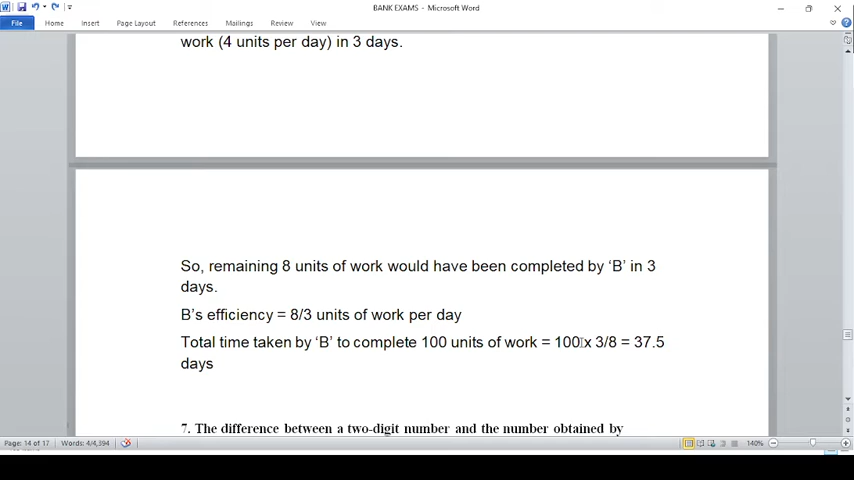 BANK EXAMS - Microsoft Word
File Home Insert Page Layout References Mailings Review View
work (4 units per day) in 3 days.
So, remaining 8 units of work would have been completed by ‘B’ in 3
days.
B’s efficiency = 8/3 units of work per day
Total time taken by ‘B’ to complete 100 units of work = 100 x 3/8 = 37.5
days
7. The difference between a two-digit number and the number obtained by
Page: 14 of 17 Words: 4/4,394 140%